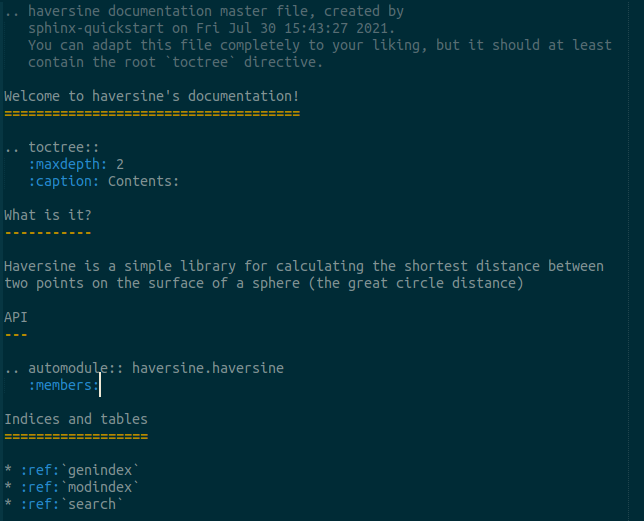 .. haversine documentation master file, created by
   sphinx-quickstart on Fri Jul 30 15:43:27 2021.
   You can adapt this file completely to your liking, but it should at least
   contain the root `toctree` directive.

Welcome to haversine's documentation!
=====================================

.. toctree::
   :maxdepth: 2
   :caption: Contents:

What is it?
-----------

Haversine is a simple library for calculating the shortest distance between
two points on the surface of a sphere (the great circle distance)

API
---

.. automodule:: haversine.haversine
   :members:

Indices and tables
==================

* :ref:`genindex`
* :ref:`modindex`
* :ref:`search`